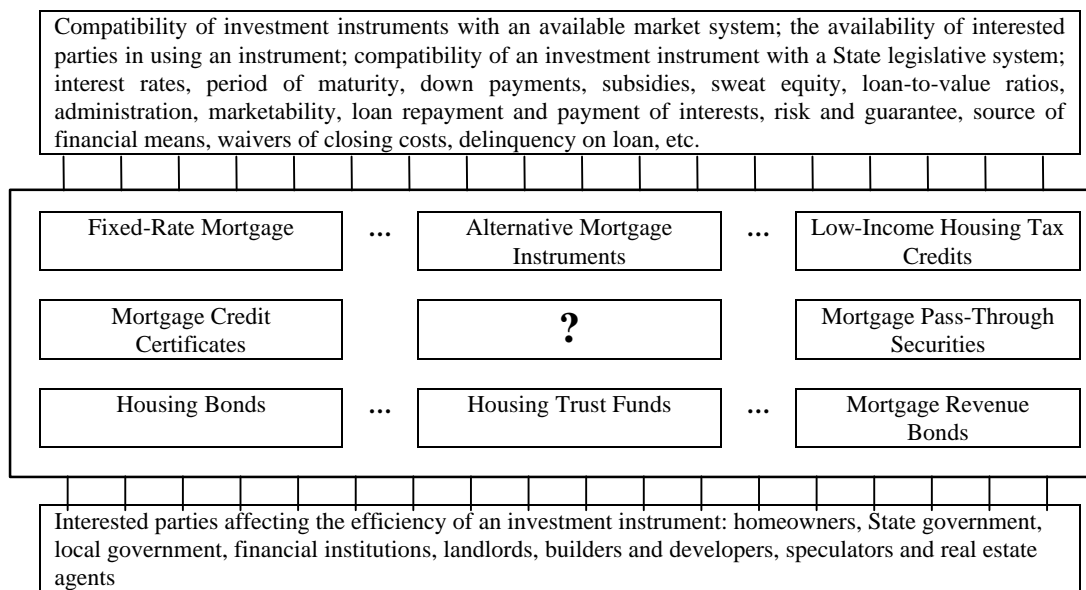 Compatibility of investment instruments with an available market system; the availability of interested
parties in using an instrument; compatibility of an investment instrument with a State legislative system;
interest rates, period of maturity, down payments, subsidies, sweat equity, loan-to-value ratios,
administration, marketability, loan repayment and payment of interests, risk and guarantee, source of
financial means, waivers of closing costs, delinquency on loan, etc.
Fixed-Rate Mortgage
...
Alternative Mortgage
Instruments
...
Low-Income Housing Tax
Credits
Mortgage Credit
Certificates
?
Mortgage Pass-Through
Securities
Housing Bonds
...
Housing Trust Funds
...
Mortgage Revenue
Bonds
Interested parties affecting the efficiency of an investment instrument: homeowners, State government,
local government, financial institutions, landlords, builders and developers, speculators and real estate
agents